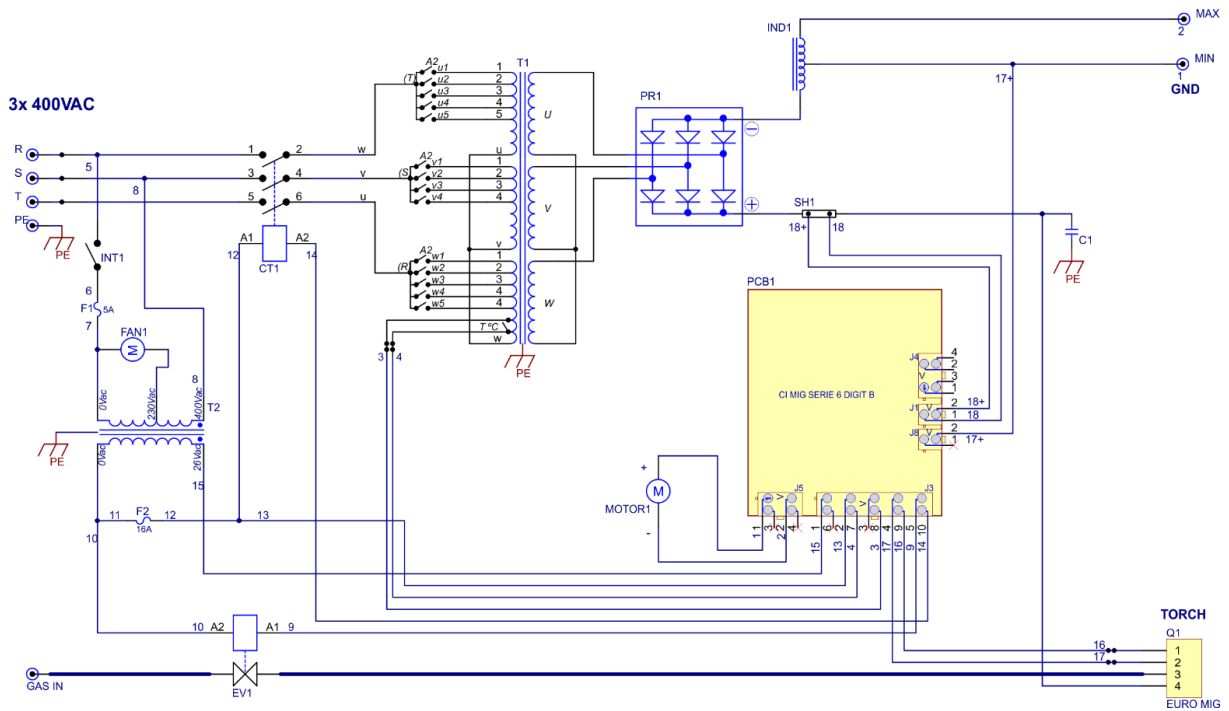 MAX
2
IND1
MIN
1
GND
17+
3x 400VAC
R
S
T
PE
PE
5
8
INT1
6
F1
5A
7
FAN1
M
8
0Vac
230Vac
400Vac
T2
PE
0Vac
26Vac
15
11
F2
16A
12
13
10
1
2
w
3
4
v
5
6
u
A1
A2
12
14
CT1
A2
(T)
u1
u2
u3
u4
u5
1
2
3
4
5
u
T1
U
A2
(S
v1
v2
v3
v4
1
2
3
4
v
V
A2
(R)
w1
w2
w3
w4
w5
1
2
3
4
4
w
W
TºC
3
4
PE
PR1
−
+
SH1
18+
18
C1
PE
PCB1
CI MIG SERIE 6 DIGIT B
J4
V
4
2
3
1
J1
V
2
18+
1
18
J8
V
2
1
17+
+
M
MOTOR1
-
J5
1
V
J3
V
1
3
2
4
1
6
2
7
3
8
4
9
5
10
11
22
15
13
4
3
17
16
9
14
10
A2
A1
9
GAS IN
EV1
TORCH
Q1
16
17
1
2
3
4
EURO MIG